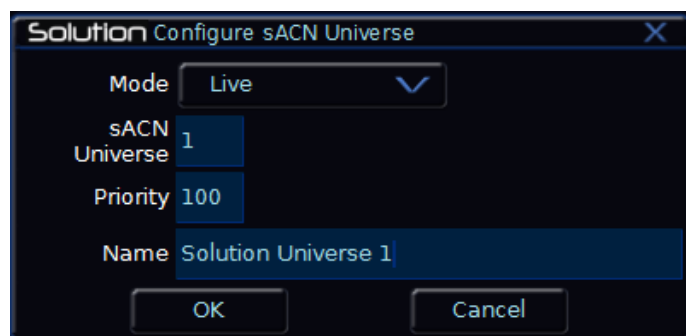 Solution Configure sACN Universe
Mode Live
sACN
Universe 1
Priority 100
Name Solution Universe 1
OK Cancel